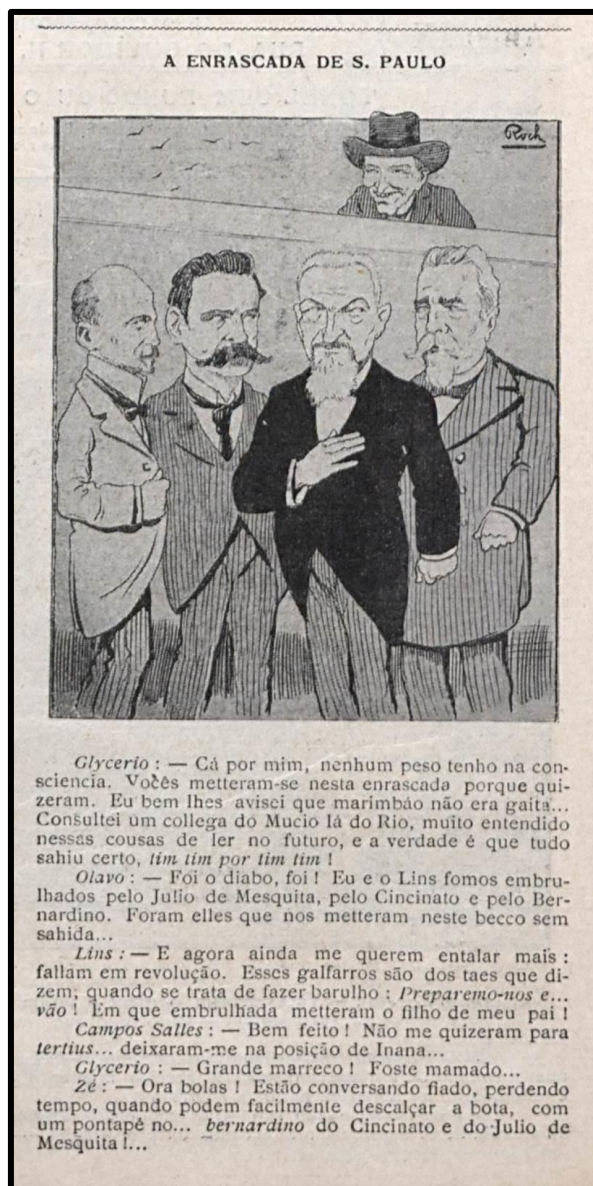 A ENRASCADA DE S. PAULO
Roch
Glycerio : — Cá por mim, nenhum peso tenho na con-
sciencia. Vocês metteram-se nesta enrascada porque qui-
zeram. Eu bem lhes avisei que marimbáo não era gaita...
Consultei um collega do Mucio lá do Rio, muito entendido
nessas cousas de ler no futuro, e a verdade é que tudo
sahiu certo, tim tim por tim tim !
Olavo : — Foi o diabo, foi ! Eu e o Lins fomos embru-
lhados pelo Julio de Mesquita, pelo Cincinato e pelo Ber-
nardino. Foram elles que nos metteram neste becco sem
sahida...
Lins : — E agora ainda me querem entalar mais :
fallam em revolução. Esses galfarros são dos taes que di-
zem, quando se trata de fazer barulho : Preparemo-nos e...
vão ! Em que embrulhada metteram o filho de meu pai !
Campos Salles : — Bem feito ! Não me quizeram para
tertius... deixaram-me na posição de Inana...
Glycerio : — Grande marreco ! Foste mamado...
Zé : — Ora bolas ! Estão conversando fiado, perdendo
tempo, quando podem facilmente descalçar a bota, com
um pontapé no... bernardino do Cincinato e do Julio de
Mesquita !...